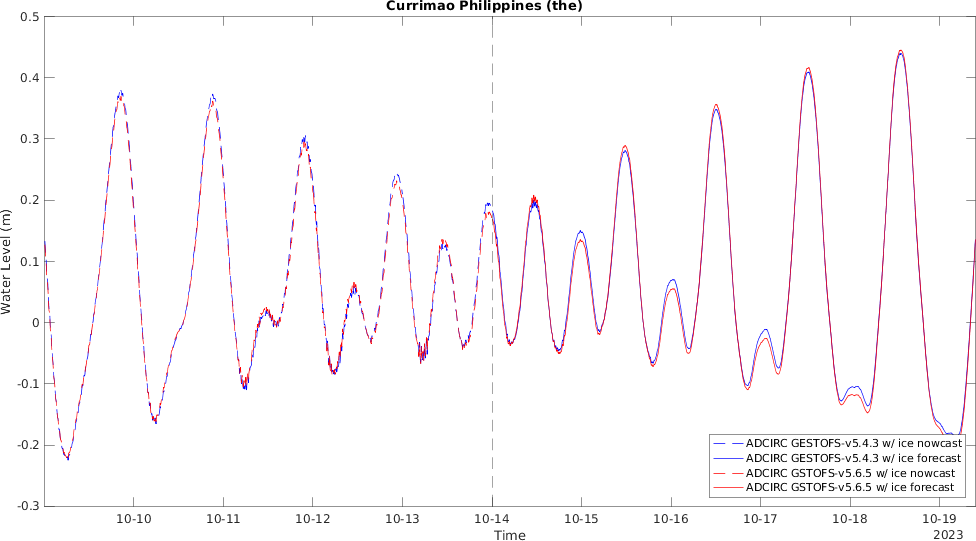 Currimao Philippines (the)
0.5
0.4
0.3
0.2
0.1
0
-0.1
-0.2
-0.3
Water Level (m)
10-10 10-11 10-12 10-13 10-14 10-15 10-16 10-17 10-18 10-19
2023
Time
ADCIRC GESTOFS-v5.4.3 w/ ice nowcast
ADCIRC GESTOFS-v5.4.3 w/ ice forecast
ADCIRC GSTOFS-v5.6.5 w/ ice nowcast
ADCIRC GSTOFS-v5.6.5 w/ ice forecast